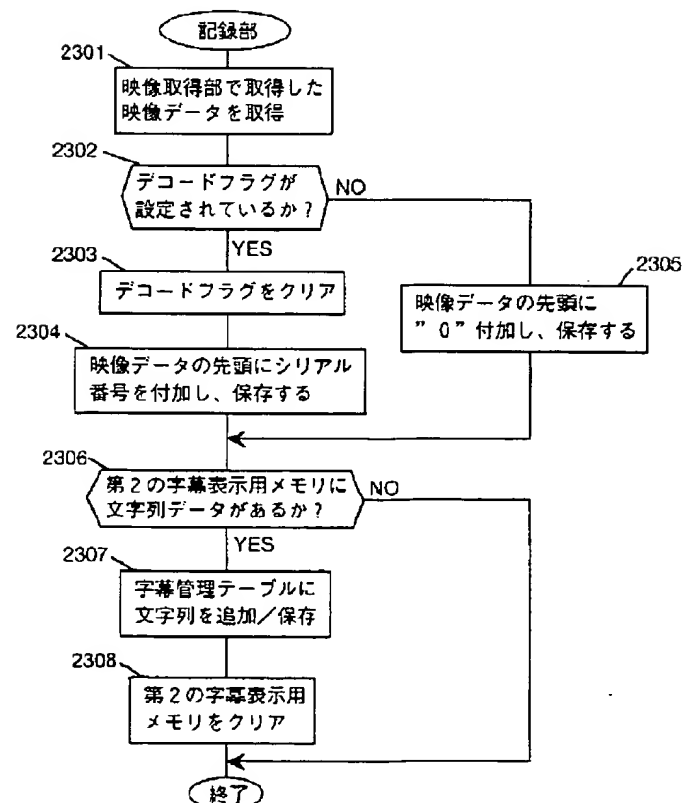 記録部
2301
映像取得部で取得した
映像データを取得
2302
デコードフラグが
設定されているか?
NO
YES
2303
デコードフラグをクリア
2305
映像データの先頭に
”0”付加し、保存する
2304
映像データの先頭にシリアル
番号を付加し、保存する
2306
第2の字幕表示用メモリに
文字列データがあるか?
NO
YES
2307
字幕管理テーブルに
文字列を追加/保存
2308
第2の字幕表示用
メモリをクリア
終了